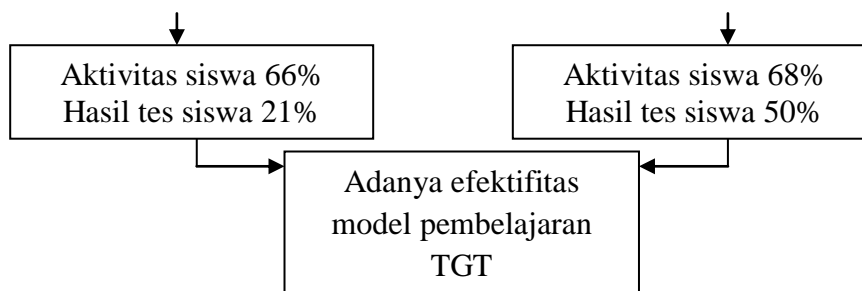 Aktivitas siswa 66%
Hasil tes siswa 21%
Aktivitas siswa 68%
Hasil tes siswa 50%
Adanya efektifitas
model pembelajaran
TGT